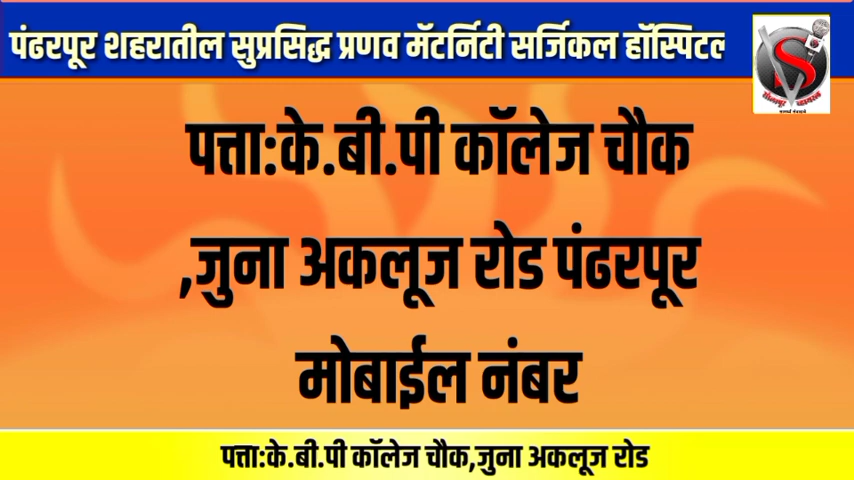 पंढरपूर शहरातील सुप्रसिद्ध प्रणव मॅटर्निटी सर्जिकल हॉस्पिटल
पत्ता:के.बी.पी कॉलेज चौक
,जुना अकलूज रोड पंढरपूर
मोबाईल नंबर
पत्ता:के.बी.पी कॉलेज चौक,जुना अकलूज रोड